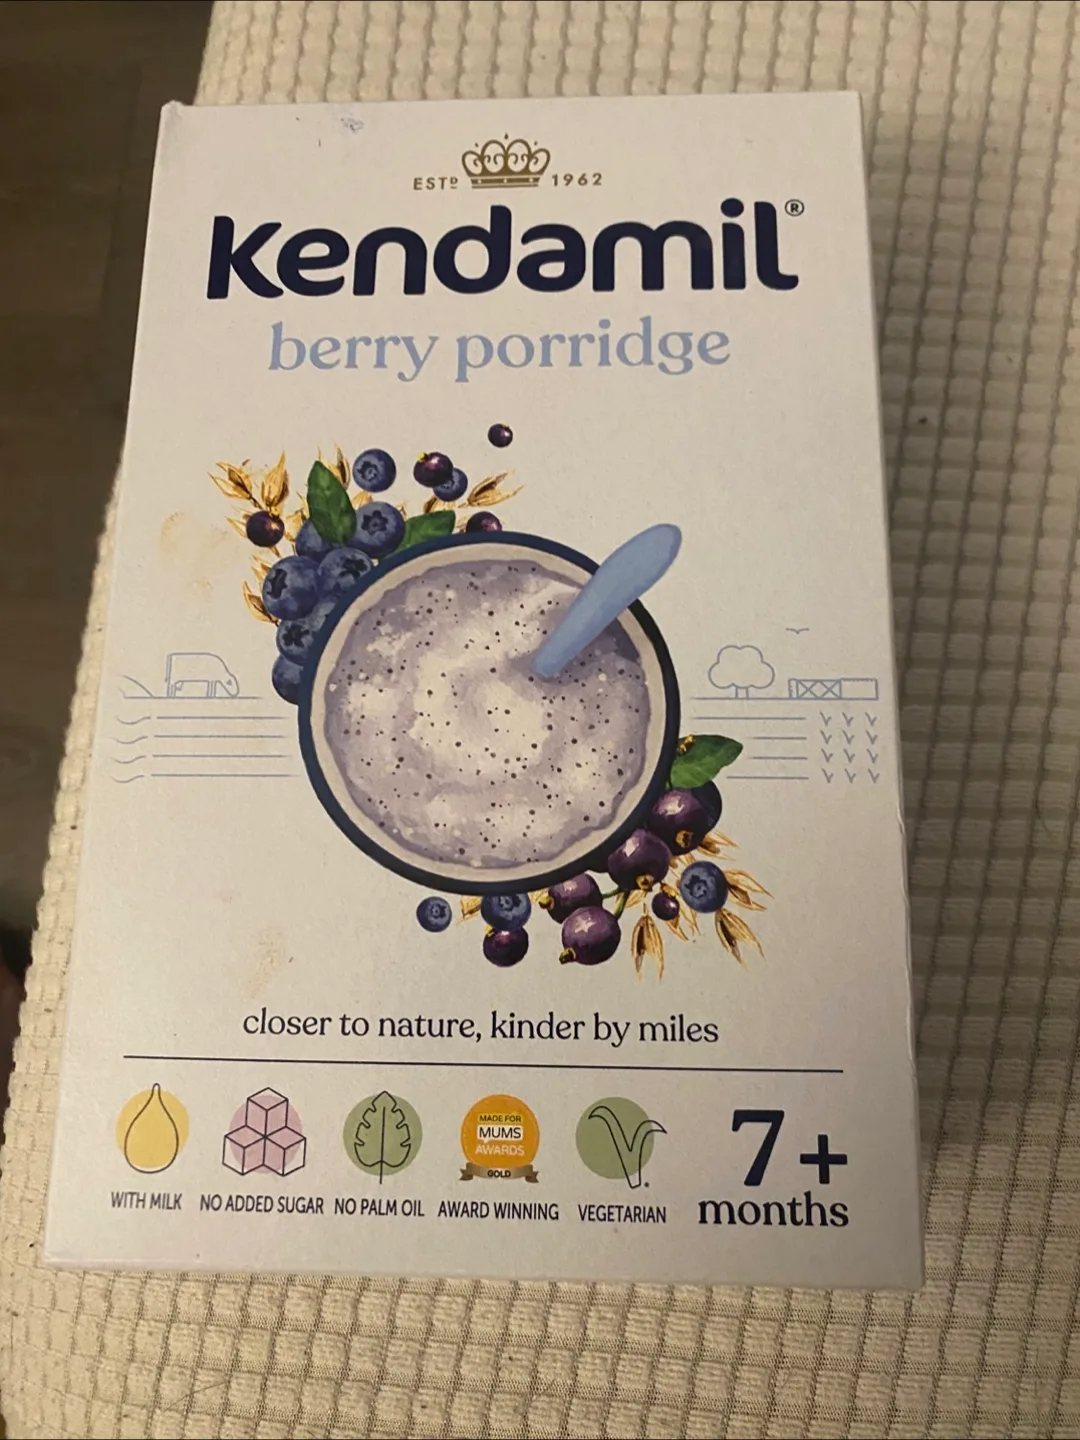 ESTD 1962
kendamil®
berry porridge
closer to nature, kinder by miles
MADE FOR
MUMS
AWARDS
GOLD
WITH MILK
NO ADDED SUGAR
NO PALM OIL
AWARD WINNING
VEGETARIAN
7+
months